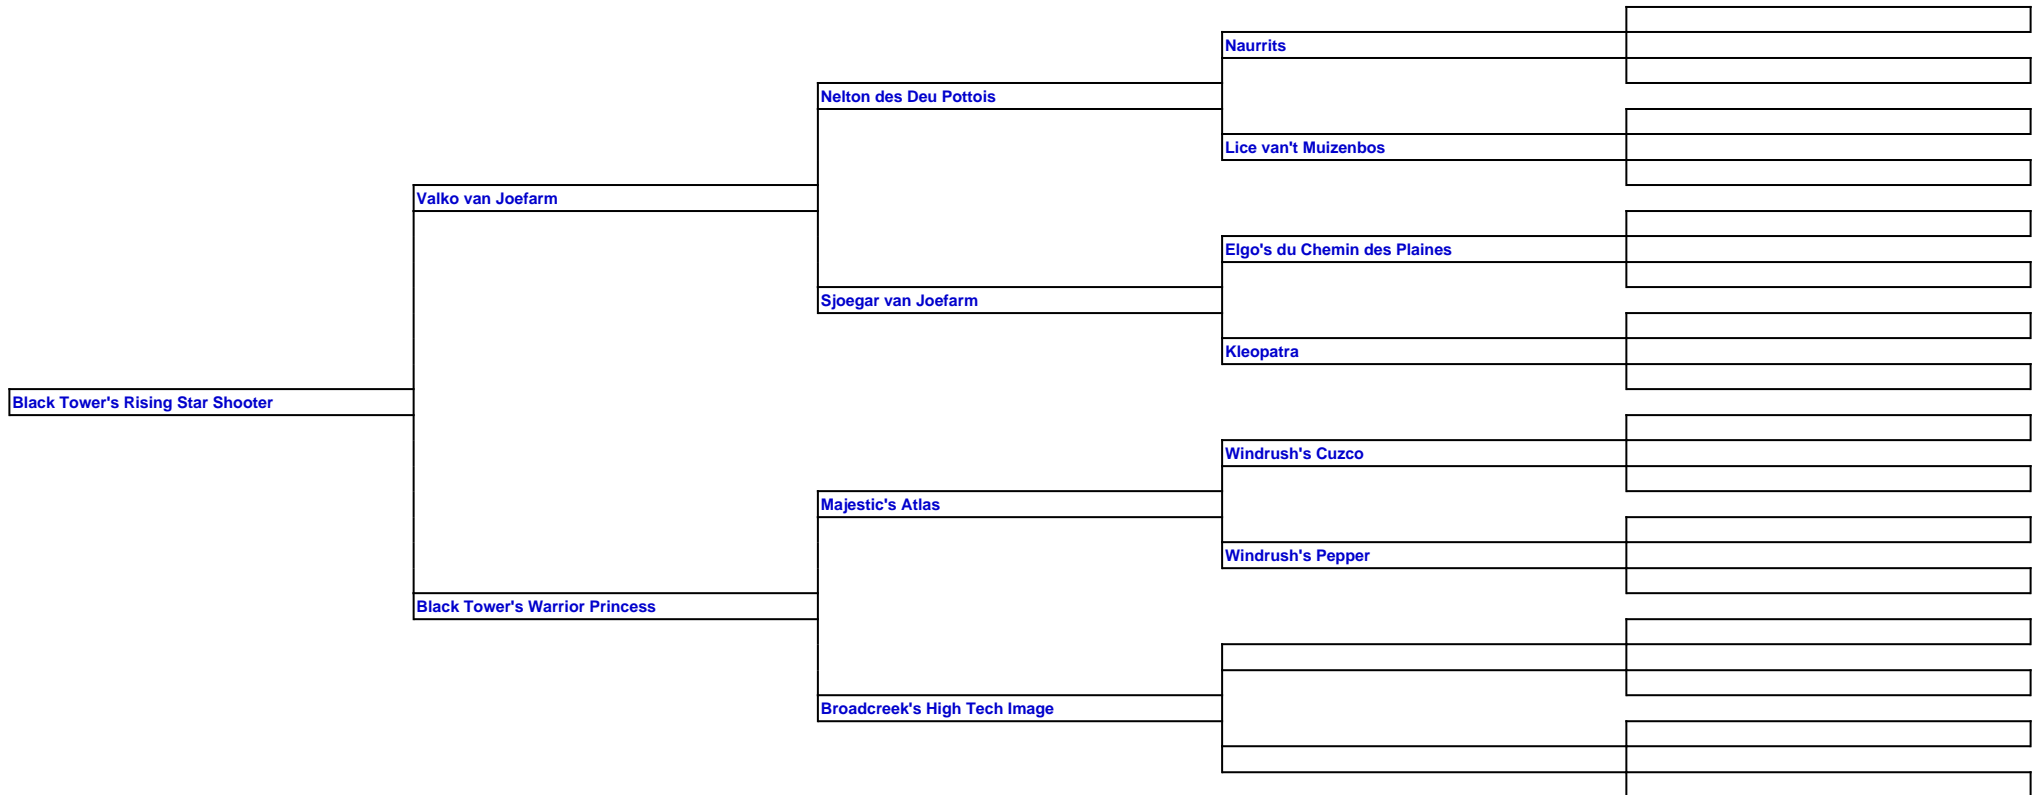 Naurrits
Nelton des Deu Pottois
Lice van't Muizenbos
Valko van Joefarm
Elgo's du Chemin des Plaines
Sjoegar van Joefarm
Kleopatra
Black Tower's Rising Star Shooter
Windrush's Cuzco
Majestic's Atlas
Windrush's Pepper
Black Tower's Warrior Princess
Broadcreek's High Tech Image